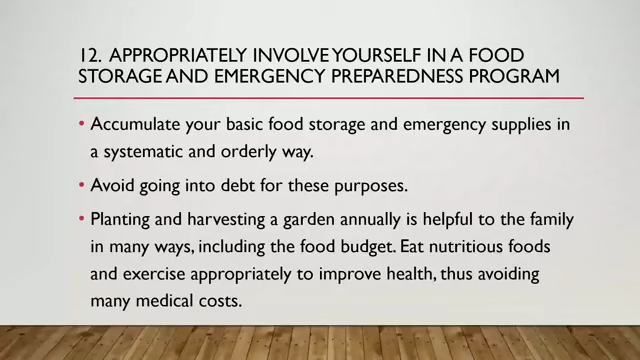 12. APPROPRIATELY INVOLVE YOURSELF IN A FOOD
STORAGE AND EMERGENCY PREPAREDNESS PROGRAM
• Accumulate your basic food storage and emergency supplies in
a systematic and orderly way.
• Avoid going into debt for these purposes.
• Planting and harvesting a garden annually is helpful to the family
in many ways, including the food budget. Eat nutritious foods
and exercise appropriately to improve health, thus avoiding
many medical costs.